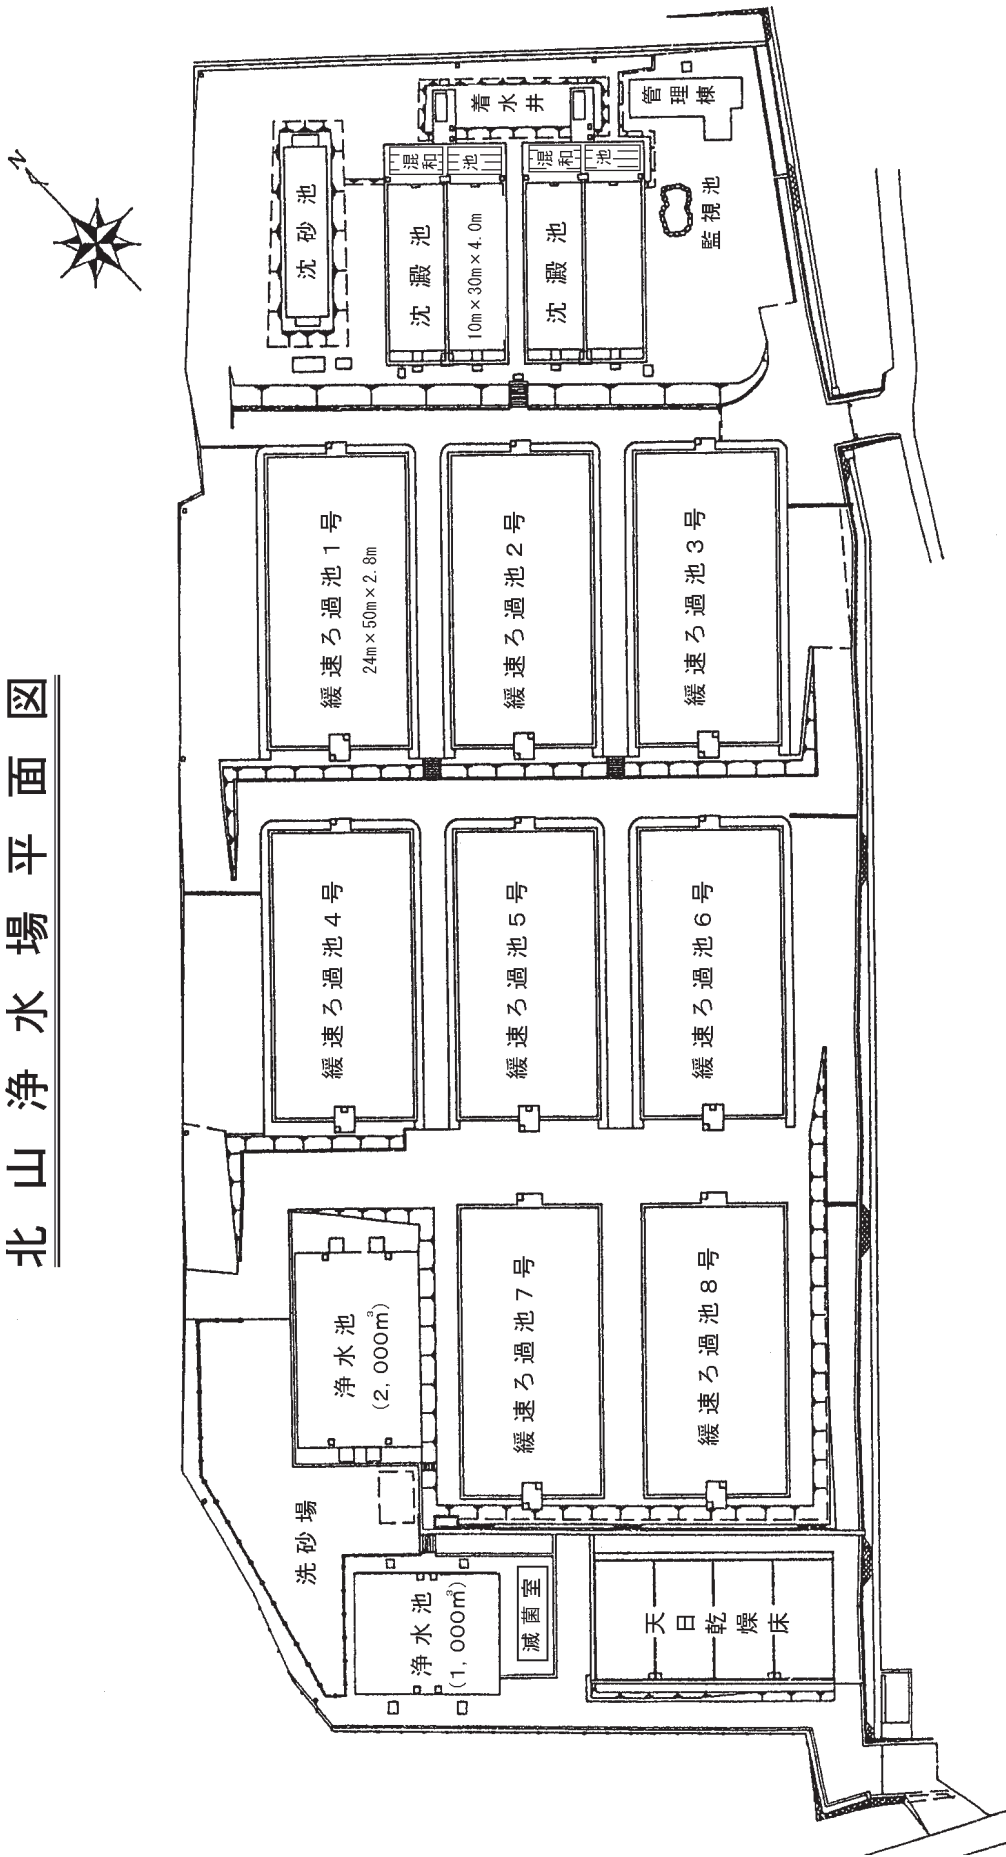 北山浄水場平面図
N
洗砂場
浄水池
(1,000m³)
滅菌室
天日乾燥床
浄水池
(2,000m³)
緩速ろ過池7号
緩速ろ過池8号
緩速ろ過池4号
緩速ろ過池5号
緩速ろ過池6号
緩速ろ過池1号
24m×50m×2.8m
緩速ろ過池2号
緩速ろ過池3号
沈砂池
沈澱池
10m×30m×4.0m
沈澱池
混和池
混和池
着水井
監視池
管理棟